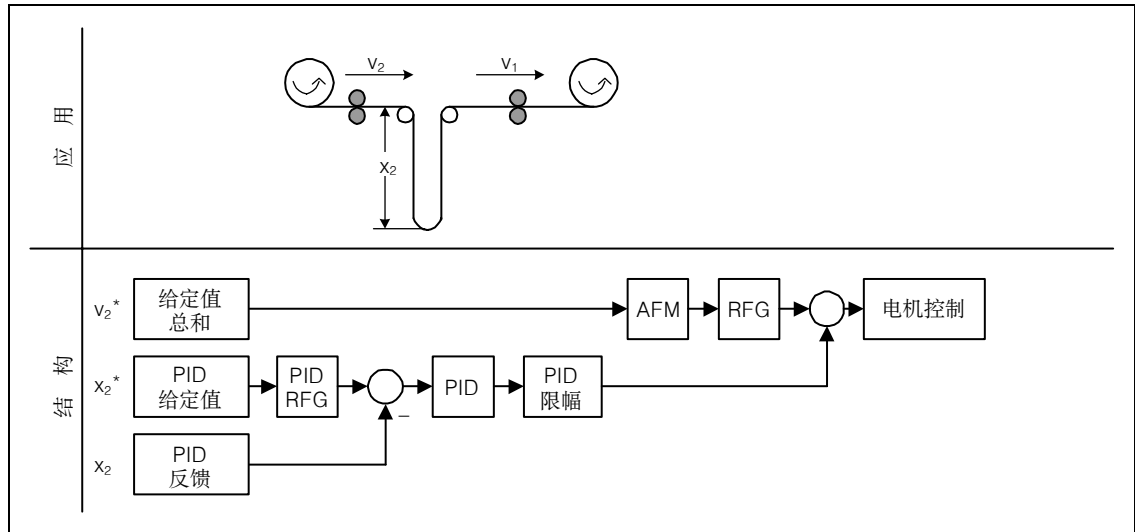 应用
v₂
v₁
x₂
结构
v₂*
给定值
总和
AFM
RFG
电机控制
x₂*
PID
给定值
PID
RFG
PID
PID
限幅
–
x₂
PID
反馈